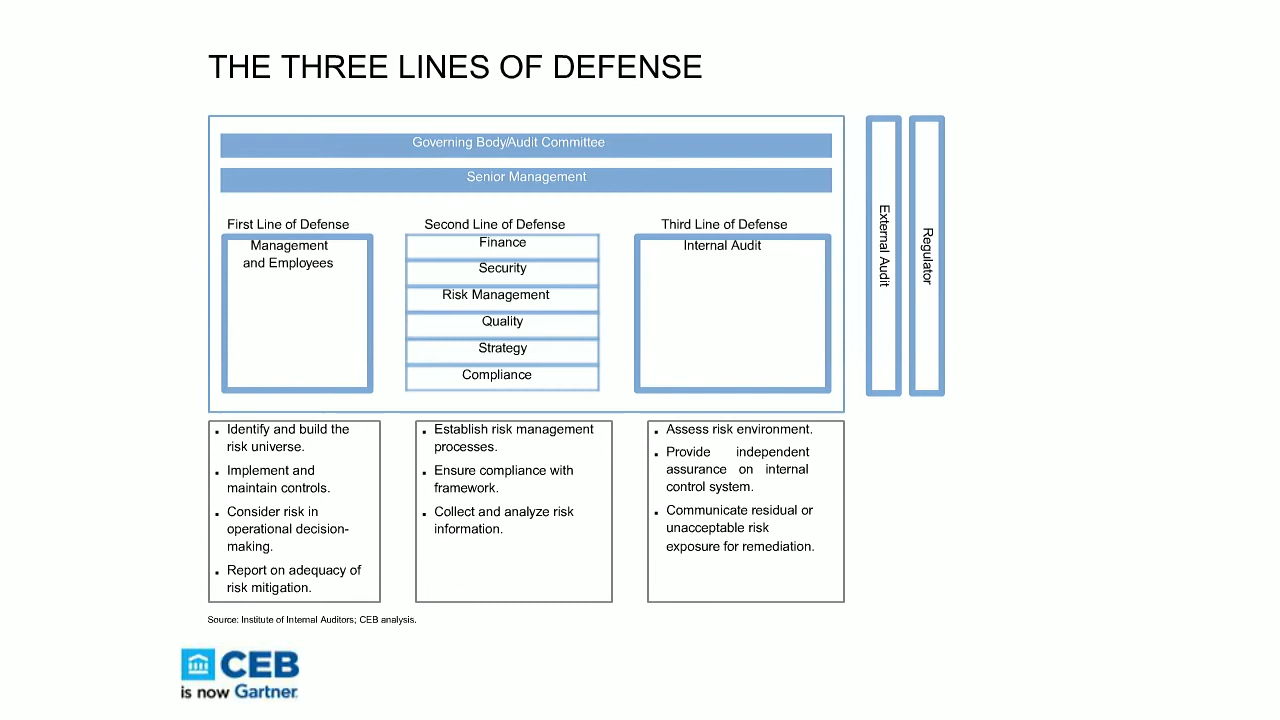 THE THREE LINES OF DEFENSE
Governing Body/Audit Committee
Senior Management
First Line of Defense
Management
and Employees
Second Line of Defense
Finance
Security
Risk Management
Quality
Strategy
Compliance
Third Line of Defense
Internal Audit
External Audit
Regulator
▪ Identify and build the
risk universe.
▪ Implement and
maintain controls.
▪ Consider risk in
operational decision-
making.
▪ Report on adequacy of
risk mitigation.
▪ Establish risk management
processes.
▪ Ensure compliance with
framework.
▪ Collect and analyze risk
information.
▪ Assess risk environment.
▪ Provide independent
assurance on internal
control system.
▪ Communicate residual or
unacceptable risk
exposure for remediation.
Source: Institute of Internal Auditors; CEB analysis.
CEB
is now Gartner